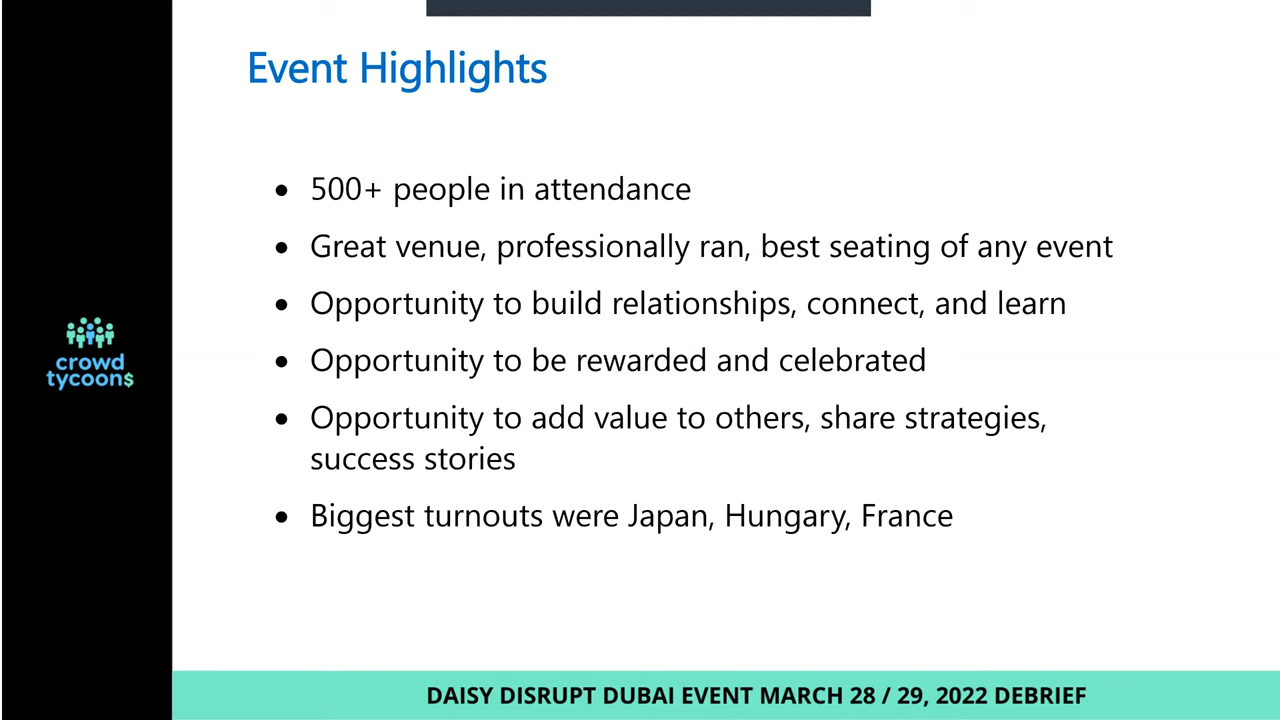 Event Highlights
• 500+ people in attendance
• Great venue, professionally ran, best seating of any event
• Opportunity to build relationships, connect, and learn
• Opportunity to be rewarded and celebrated
• Opportunity to add value to others, share strategies,
success stories
• Biggest turnouts were Japan, Hungary, France
crowd
tycoon$
DAISY DISRUPT DUBAI EVENT MARCH 28 / 29, 2022 DEBRIEF